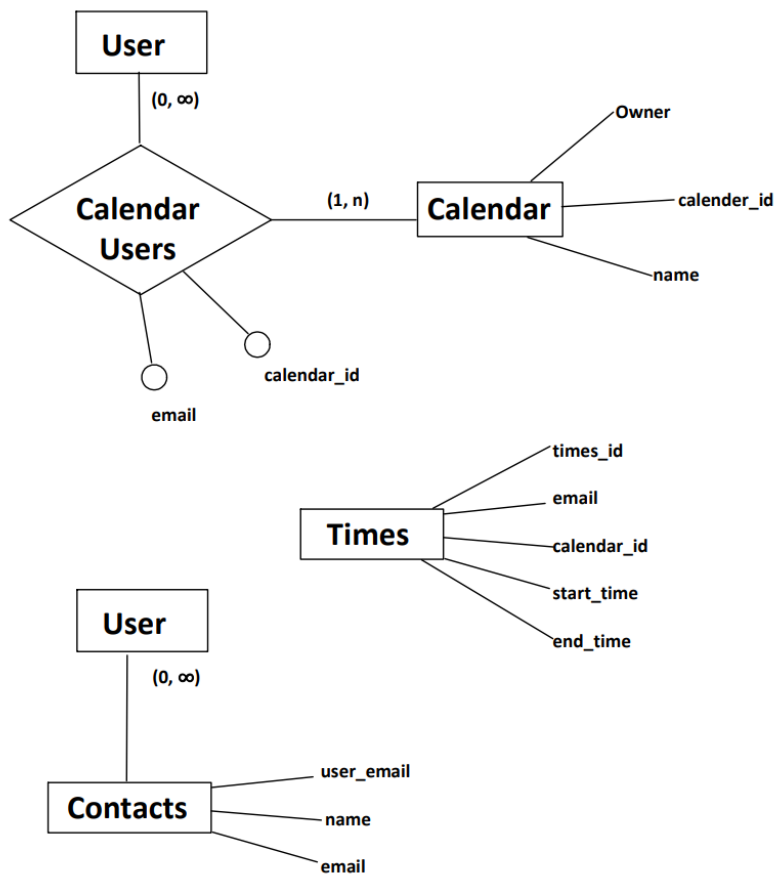 User
(0, ∞)
Owner
Calendar
Users
(1, n)
Calendar
calender_id
name
calendar_id
email
times_id
email
Times
calendar_id
start_time
end_time
User
(0, ∞)
user_email
Contacts
name
email